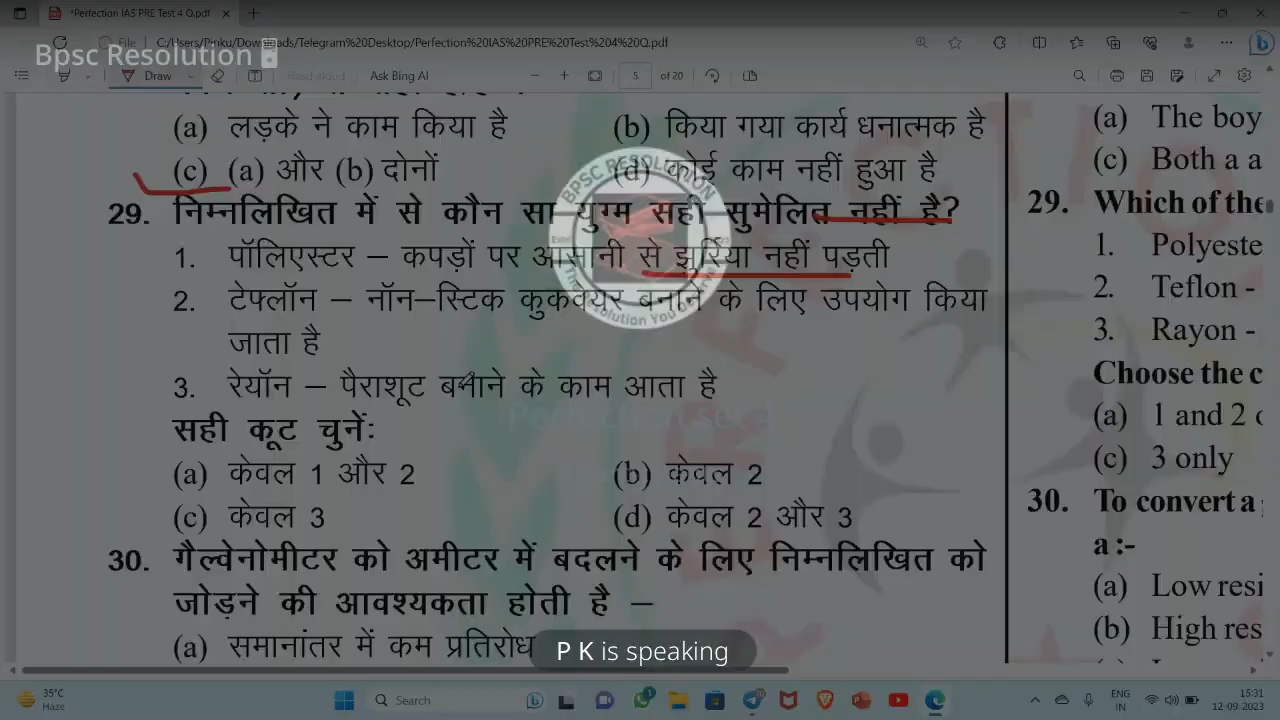 *Perfection IAS PRE Test 4 Q.pdf
File C:/Users/Pinku/Downloads/Telegram%20Desktop/Perfection%20IAS%20PRE%20Test%204%20Q.pdf
Bpsc Resolution
Draw Read aloud Ask Bing AI 5 of 20
(a) लड़के ने काम किया है (b) किया गया कार्य धनात्मक है
(c) (a) और (b) दोनों (d) कोई काम नहीं हुआ है
29. निम्नलिखित में से कौन सा युग्म सही सुमेलित नहीं है?
1. पॉलिएस्टर – कपड़ों पर आसानी से झुर्रिया नहीं पड़ती
2. टेफ्लॉन – नॉन–स्टिक कुकवयर बनाने के लिए उपयोग किया
जाता है
3. रेयॉन – पैराशूट बनाने के काम आता है
सही कूट चुनें:
(a) केवल 1 और 2 (b) केवल 2
(c) केवल 3 (d) केवल 2 और 3
30. गैल्वेनोमीटर को अमीटर में बदलने के लिए निम्नलिखित को
जोड़ने की आवश्यकता होती है –
(a) समानांतर में कम प्रतिरोध
(a) The boy
(c) Both a a
29. Which of the
1. Polyeste
2. Teflon -
3. Rayon -
Choose the c
(a) 1 and 2
(c) 3 only
30. To convert a
a:-
(a) Low resi
(b) High res
BPSC RESOLUTION
P K is speaking
35°C
Haze
Search
ENG
IN
15:31
12-09-2023